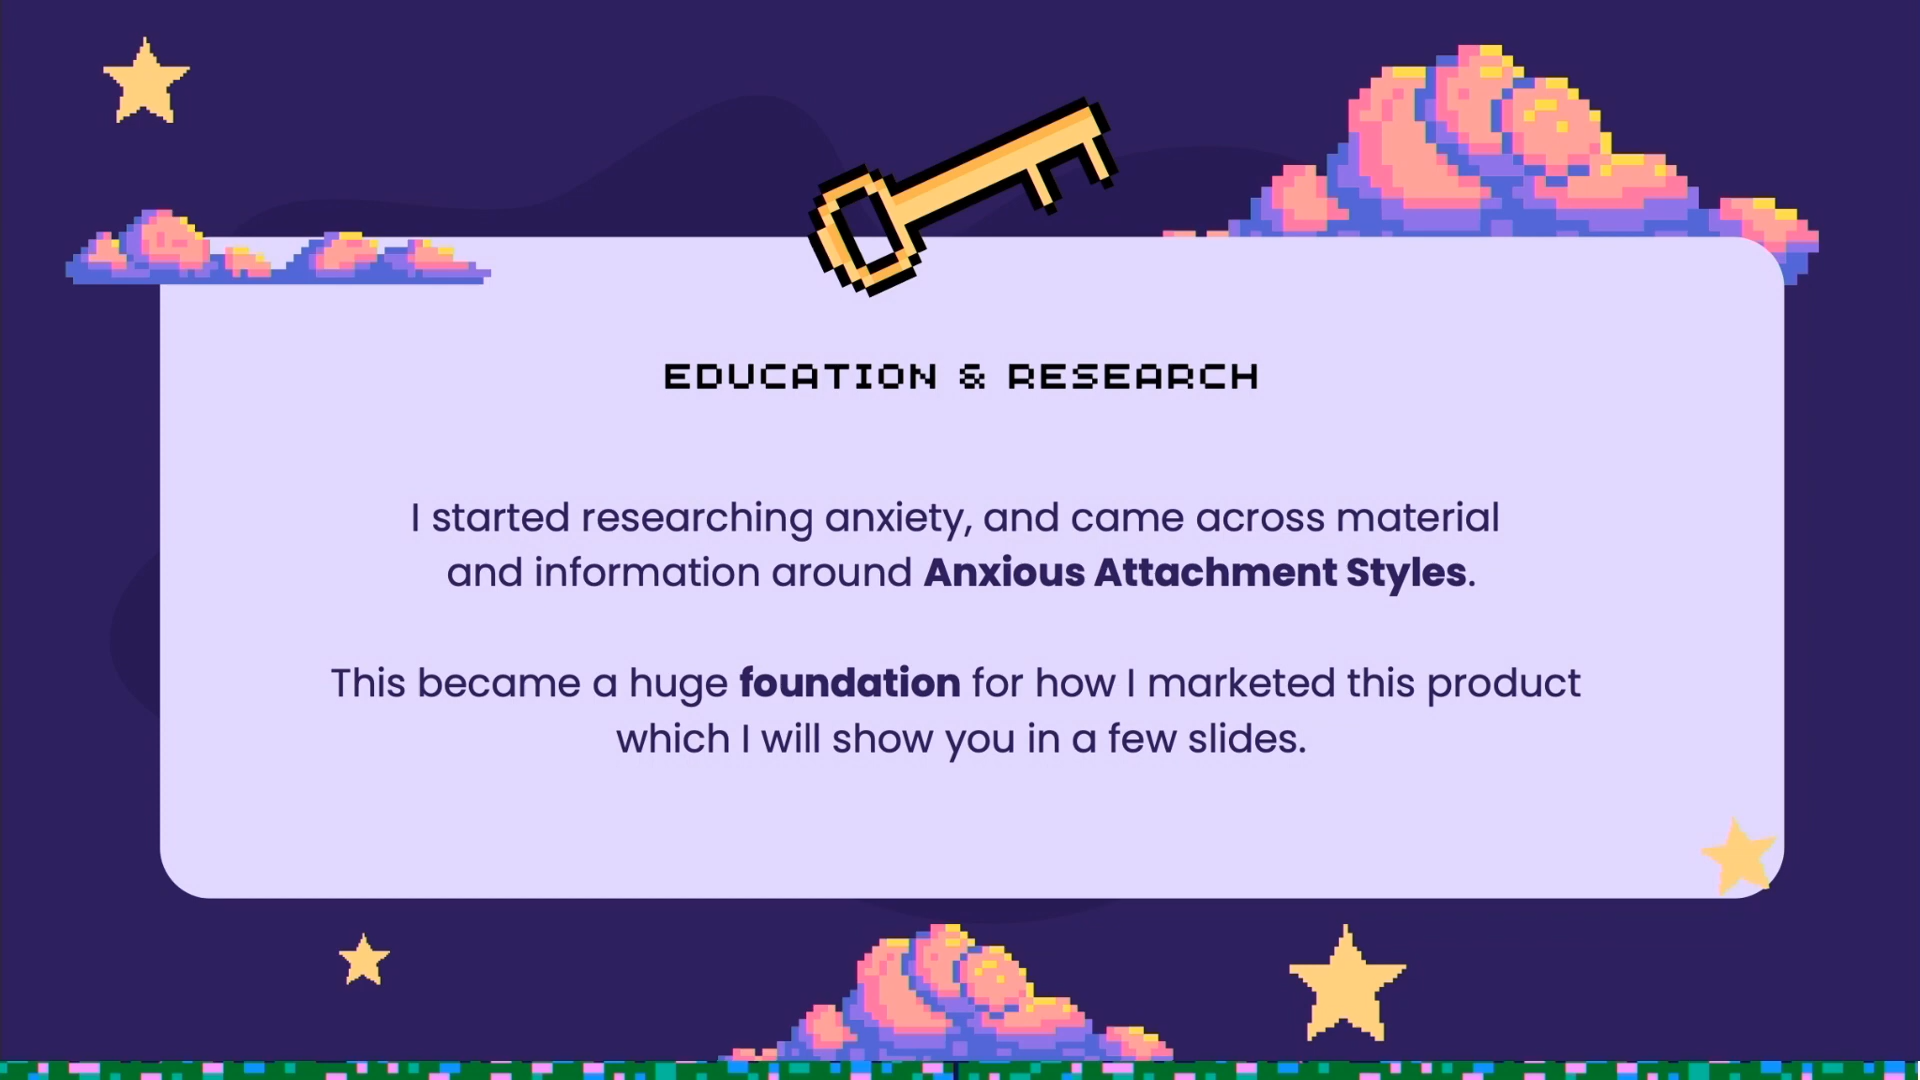 EDUCATION & RESEARCH
I started researching anxiety, and came across material
and information around Anxious Attachment Styles.
This became a huge foundation for how I marketed this product
which I will show you in a few slides.